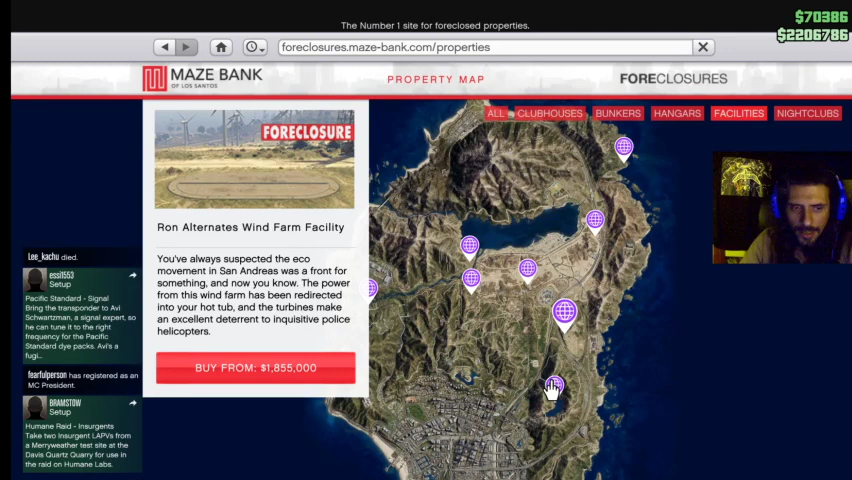 The Number 1 site for foreclosed properties.
$70386
$2206786
foreclosures.maze-bank.com/properties
MAZE BANK
OF LOS SANTOS
PROPERTY MAP
FORECLOSURES
ALL
CLUBHOUSES
BUNKERS
HANGARS
FACILITIES
NIGHTCLUBS
FORECLOSURE
Ron Alternates Wind Farm Facility
You've always suspected the eco
movement in San Andreas was a front for
something, and now you know. The power
from this wind farm has been redirected
into your hot tub, and the turbines make
an excellent deterrent to inquisitive police
helicopters.
BUY FROM: $1,855,000
Lee_kachu died.
essi1553
Setup
Pacific Standard - Signal
Bring the transponder to Avi
Schwartzman, a signal expert, so
he can tune it to the right
frequency for the Pacific
Standard dye packs. Avi's a
fugi...
fearfulperson has registered as an
MC President.
BRAMSTOW
Setup
Humane Raid - Insurgents
Take two Insurgent LAPVs from
a Merryweather test site at the
Davis Quartz Quarry for use in
the raid on Humane Labs.